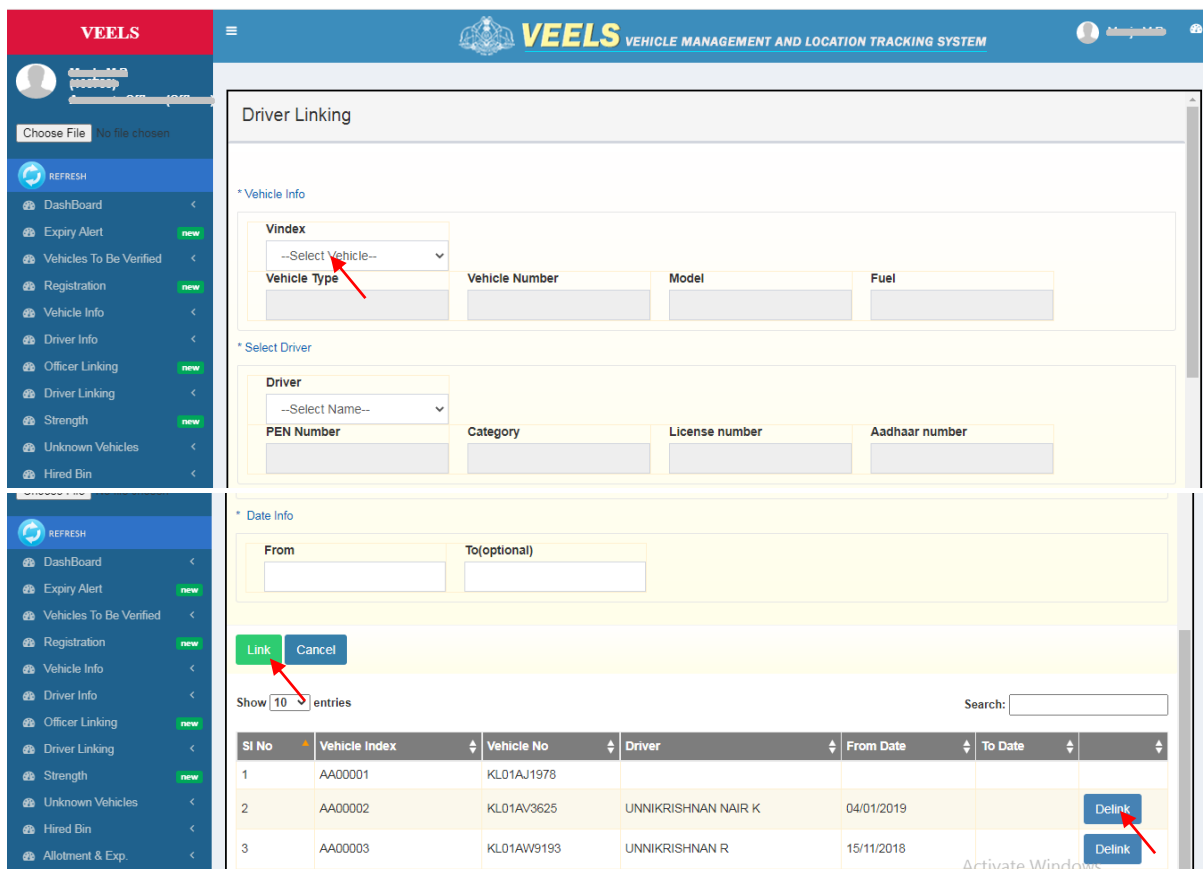 VEELS
VEELS VEHICLE MANAGEMENT AND LOCATION TRACKING SYSTEM
Choose File No file chosen
REFRESH
DashBoard
Expiry Alert new
Vehicles To Be Verified
Registration new
Vehicle Info
Driver Info
Officer Linking new
Driver Linking
Strength new
Unknown Vehicles
Hired Bin
Driver Linking
* Vehicle Info
Vindex
--Select Vehicle--
Vehicle Type Vehicle Number Model Fuel
* Select Driver
Driver
--Select Name--
PEN Number Category License number Aadhaar number
REFRESH
DashBoard
Expiry Alert new
Vehicles To Be Verified
Registration new
Vehicle Info
Driver Info
Officer Linking new
Driver Linking
Strength new
Unknown Vehicles
Hired Bin
Allotment & Exp.
* Date Info
From To(optional)
Link Cancel
Show 10 entries Search:
SI No Vehicle Index Vehicle No Driver From Date To Date
1 AA00001 KL01AJ1978
2 AA00002 KL01AV3625 UNNIKRISHNAN NAIR K 04/01/2019 Delink
3 AA00003 KL01AW9193 UNNIKRISHNAN R 15/11/2018 Delink
Activate Windows